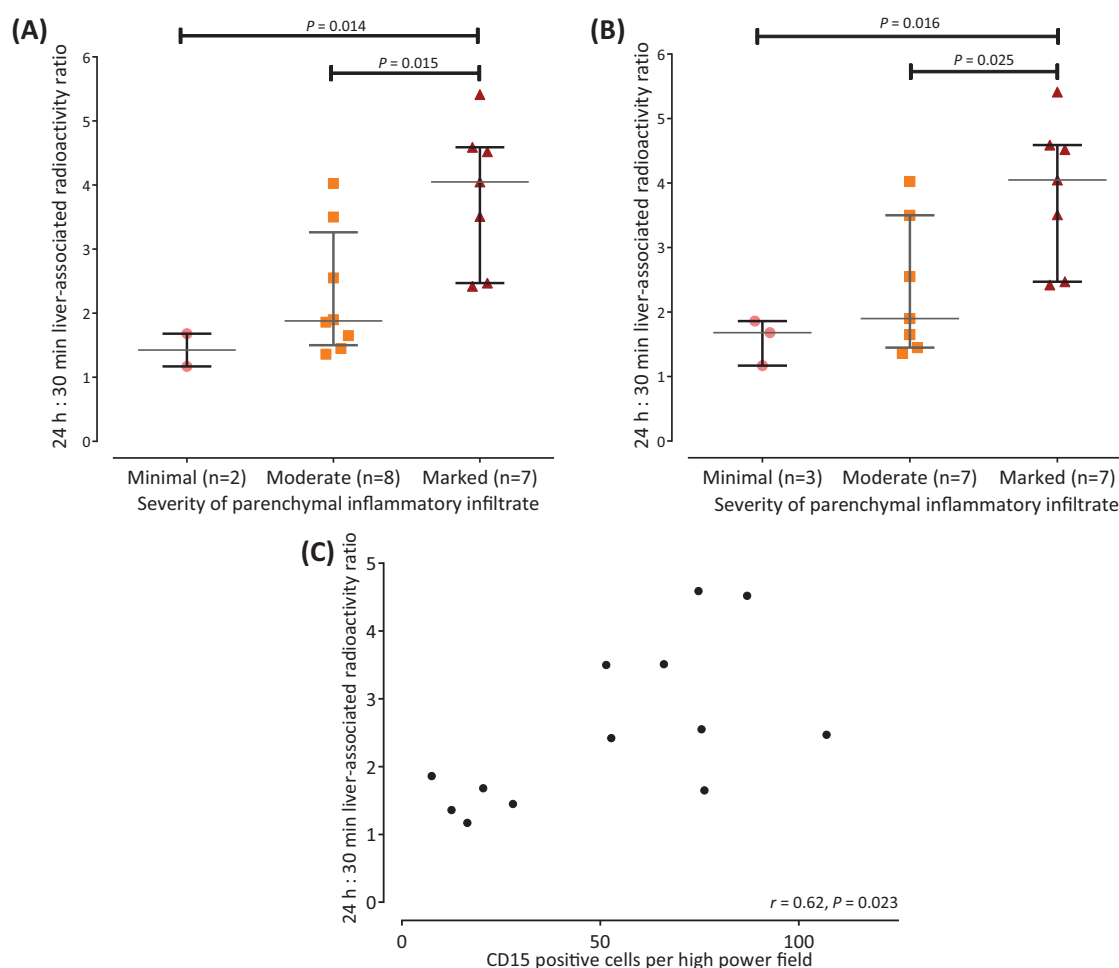 (A)
P = 0.014
P = 0.015
24 h : 30 min liver-associated radioactivity ratio
6
5
4
3
2
1
0
Minimal (n=2) Moderate (n=8) Marked (n=7)
Severity of parenchymal inflammatory infiltrate
(B)
P = 0.016
P = 0.025
24 h : 30 min liver-associated radioactivity ratio
6
5
4
3
2
1
0
Minimal (n=3) Moderate (n=7) Marked (n=7)
Severity of parenchymal inflammatory infiltrate
(C)
24 h : 30 min liver-associated radioactivity ratio
5
4
3
2
1
0
r = 0.62, P = 0.023
0 50 100
CD15 positive cells per high power field